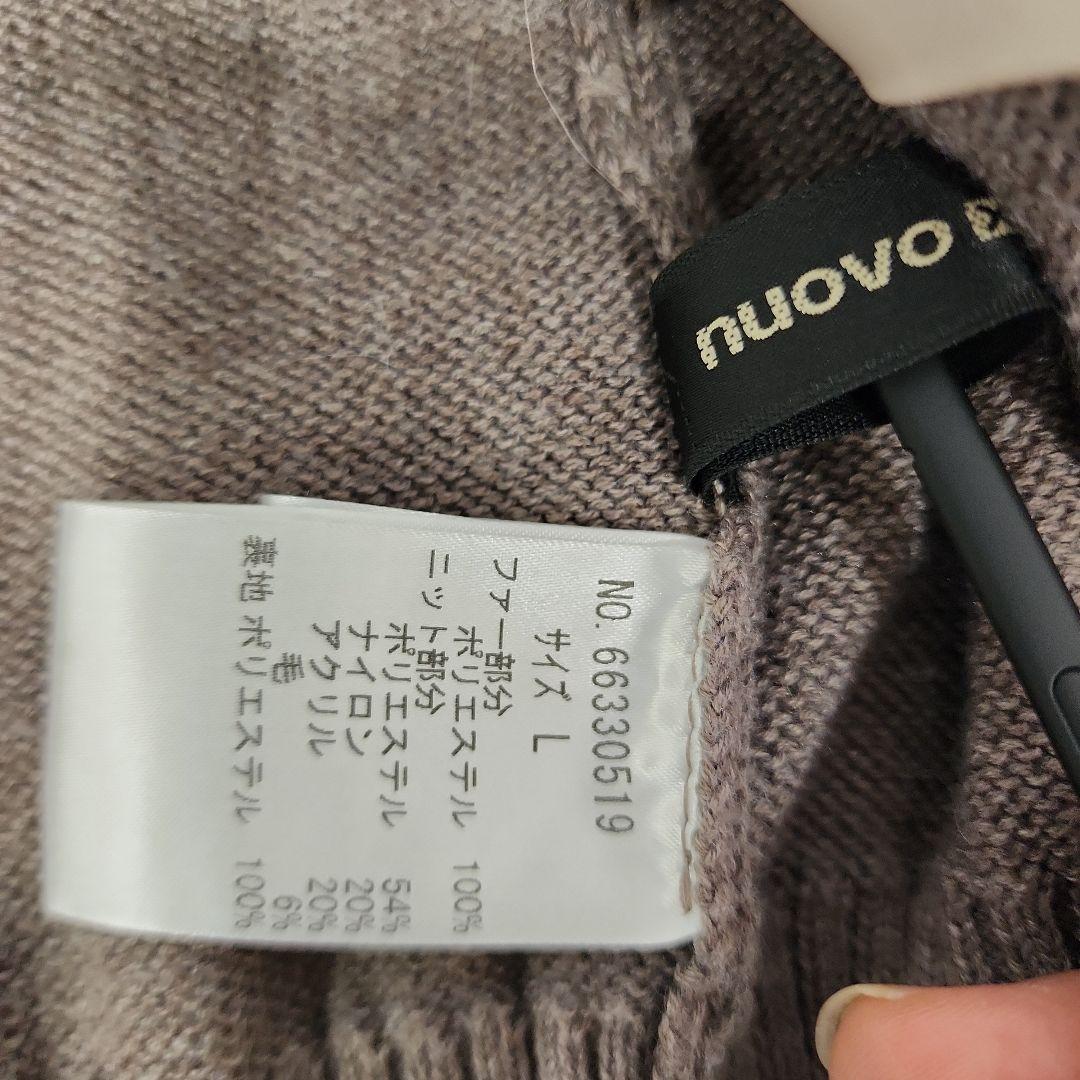 nuovo
No. 66330519
サイズ L
ファー部分
ポリエステル 100%
ニット部分
ポリエステル 54%
ナイロン 20%
アクリル 20%
毛 6%
裏地 ポリエステル 100%